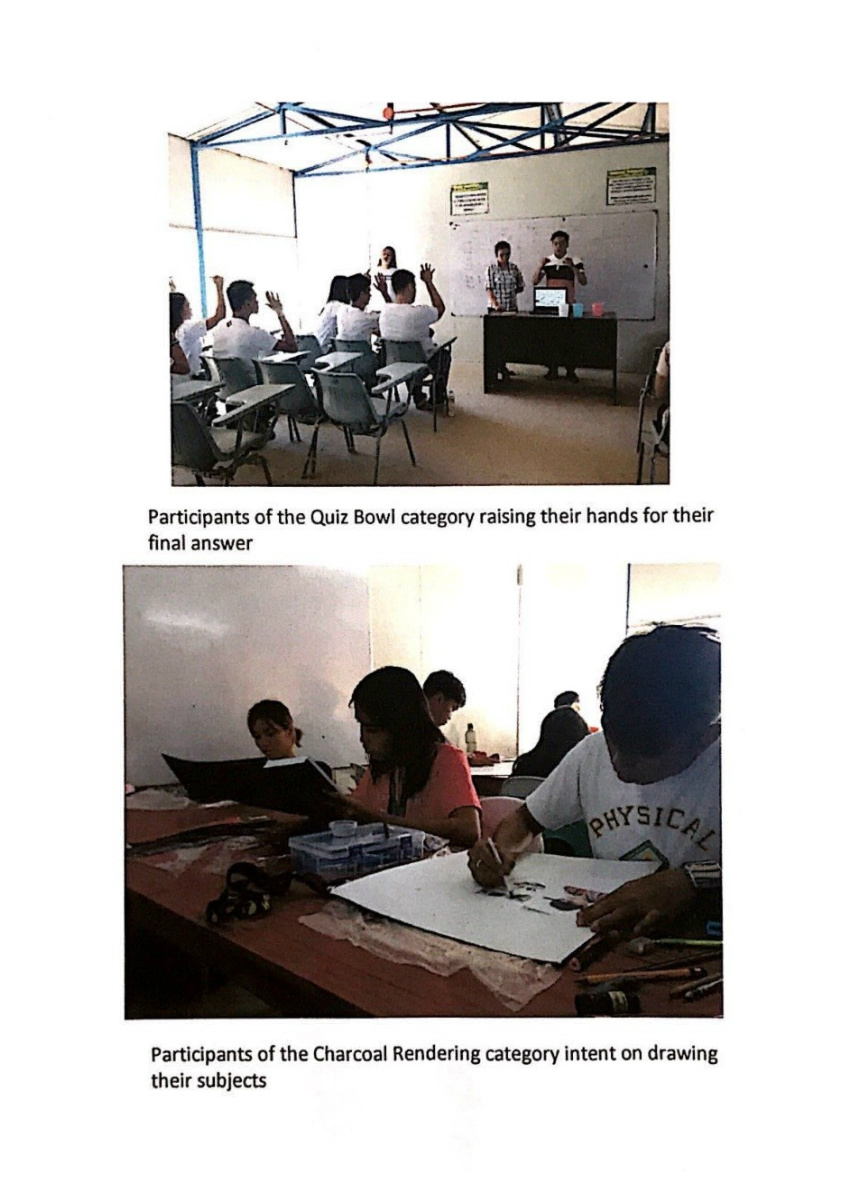 Participants of the Quiz Bowl category raising their hands for their
final answer
PHYSICAL
Participants of the Charcoal Rendering category intent on drawing
their subjects